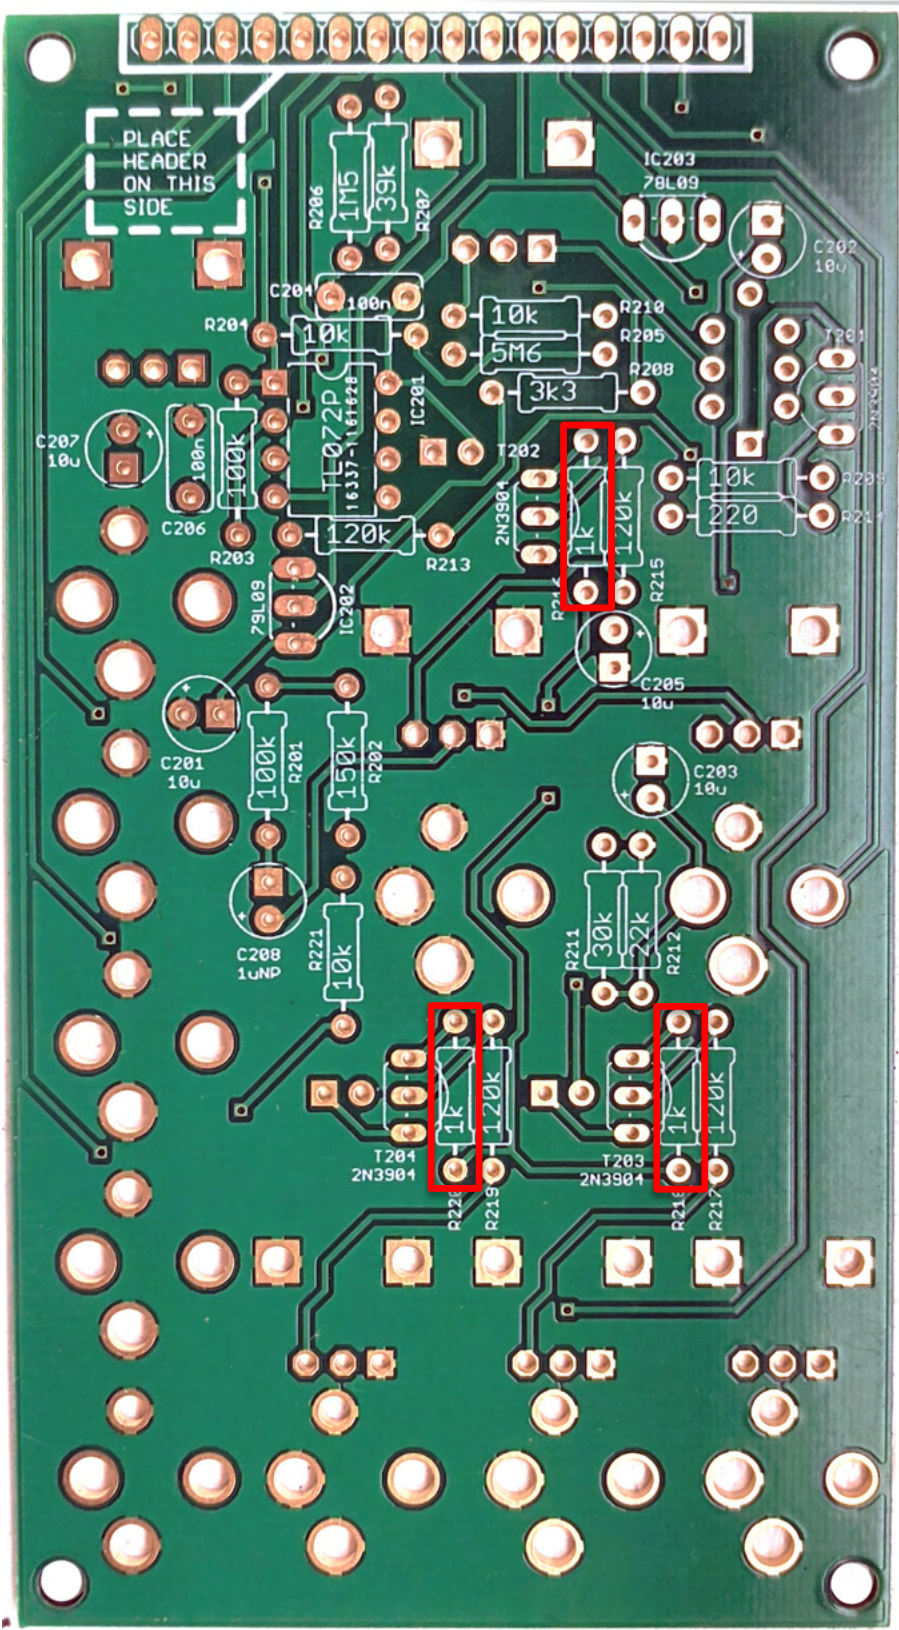 PLACE
HEADER
ON THIS
SIDE
R206
1M5
39k
R207
IC203
78L09
C202
10u
C204
100n
R204
10k
10k
R210
5M6
R205
R208
3k3
T201
2N3904
C207
10u
100n
C206
100k
R203
TL072P
16337-1161628
IC201
T202
2N3904
1k
120k
R215
10k
R209
220
R214
120k
R213
79L09
IC202
C205
10u
C201
10u
100k
R201
150k
R202
C203
10u
C208
1uNP
R221
10k
R211
30k
22k
R212
1k
120k
T204
2N3904
R220
R219
1k
120k
T203
2N3904
R218
R217